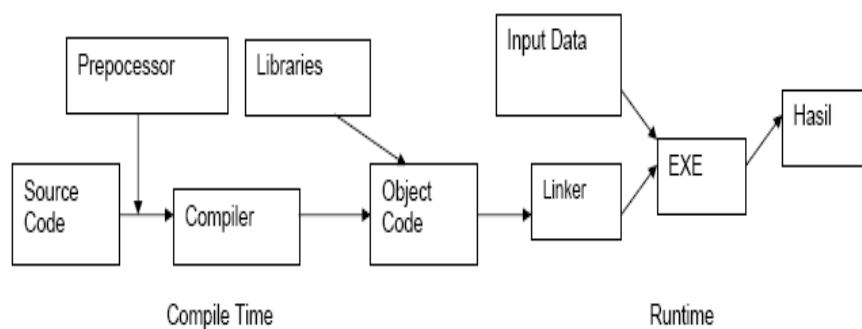 Prepocessor
Libraries
Input Data
Hasil
Source
Code
Compiler
Object
Code
Linker
EXE
Compile Time
Runtime